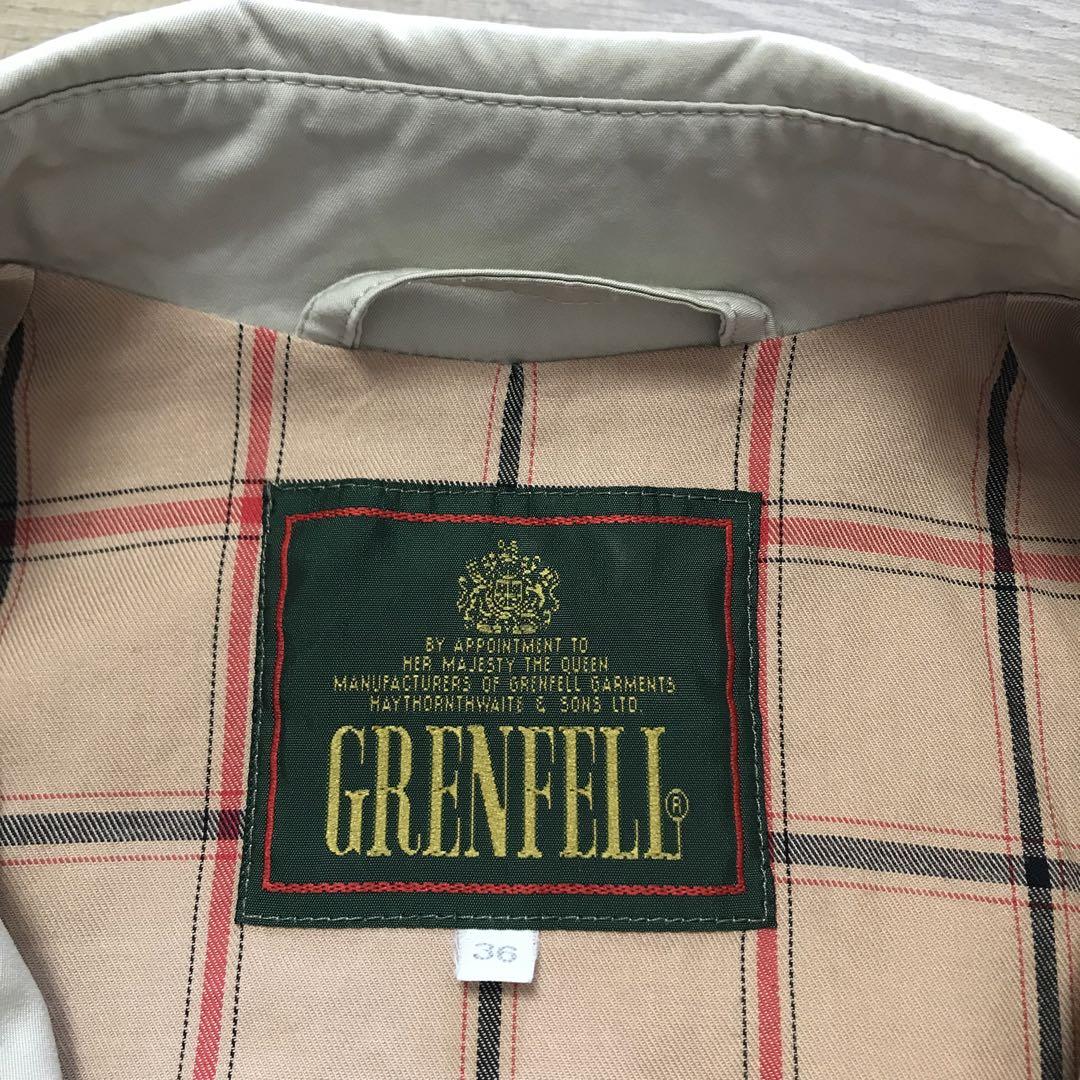 BY APPOINTMENT TO
HER MAJESTY THE QUEEN
MANUFACTURERS OF GRENFELL GARMENTS
HAYTHORNTHWAITE & SONS LTD.
GRENFELL®
36